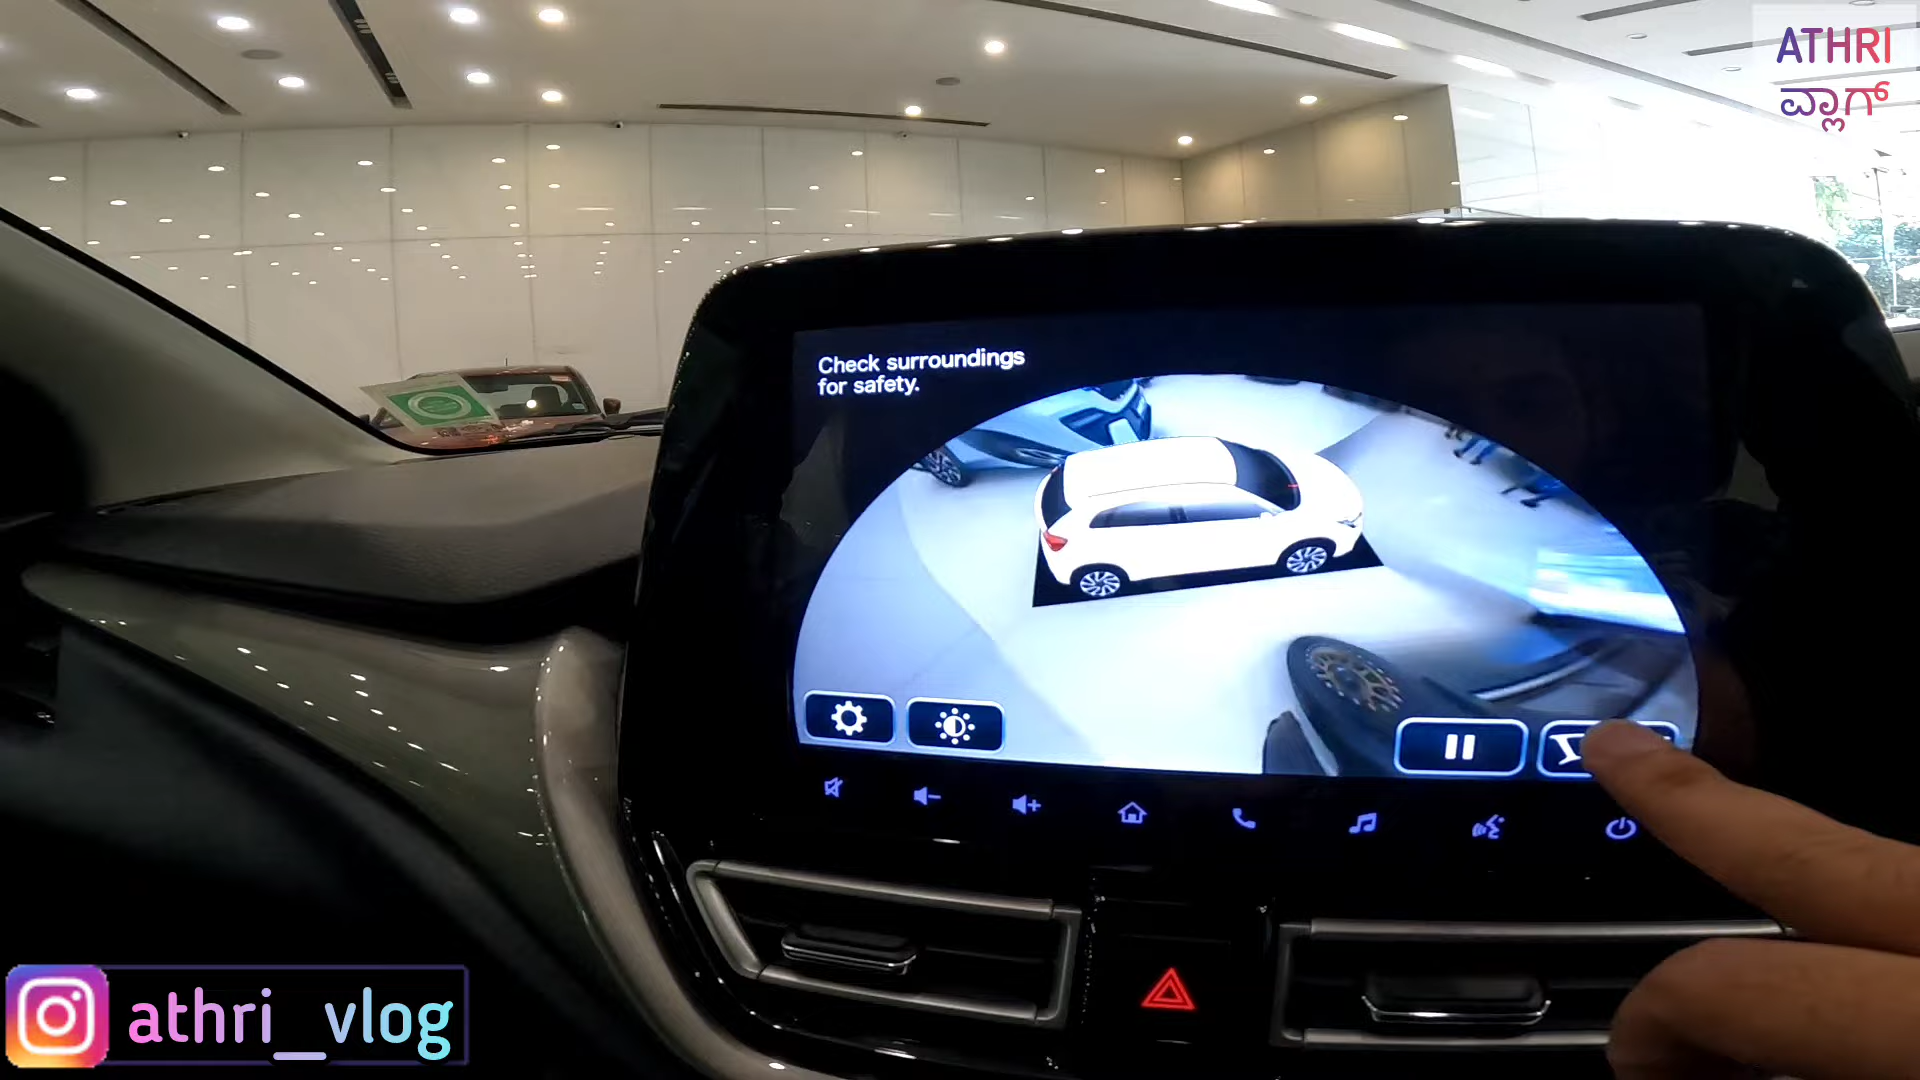 ATHRI
ವ್ಲಾಗ್
Check surroundings
for safety.
athri_vlog